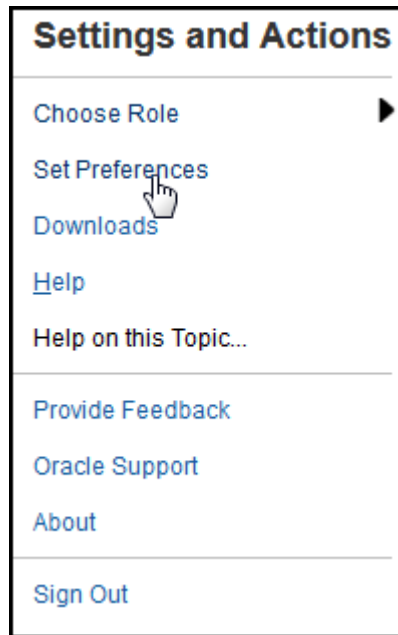 Settings and Actions
Choose Role
Set Preferences
Downloads
Help
Help on this Topic...
Provide Feedback
Oracle Support
About
Sign Out